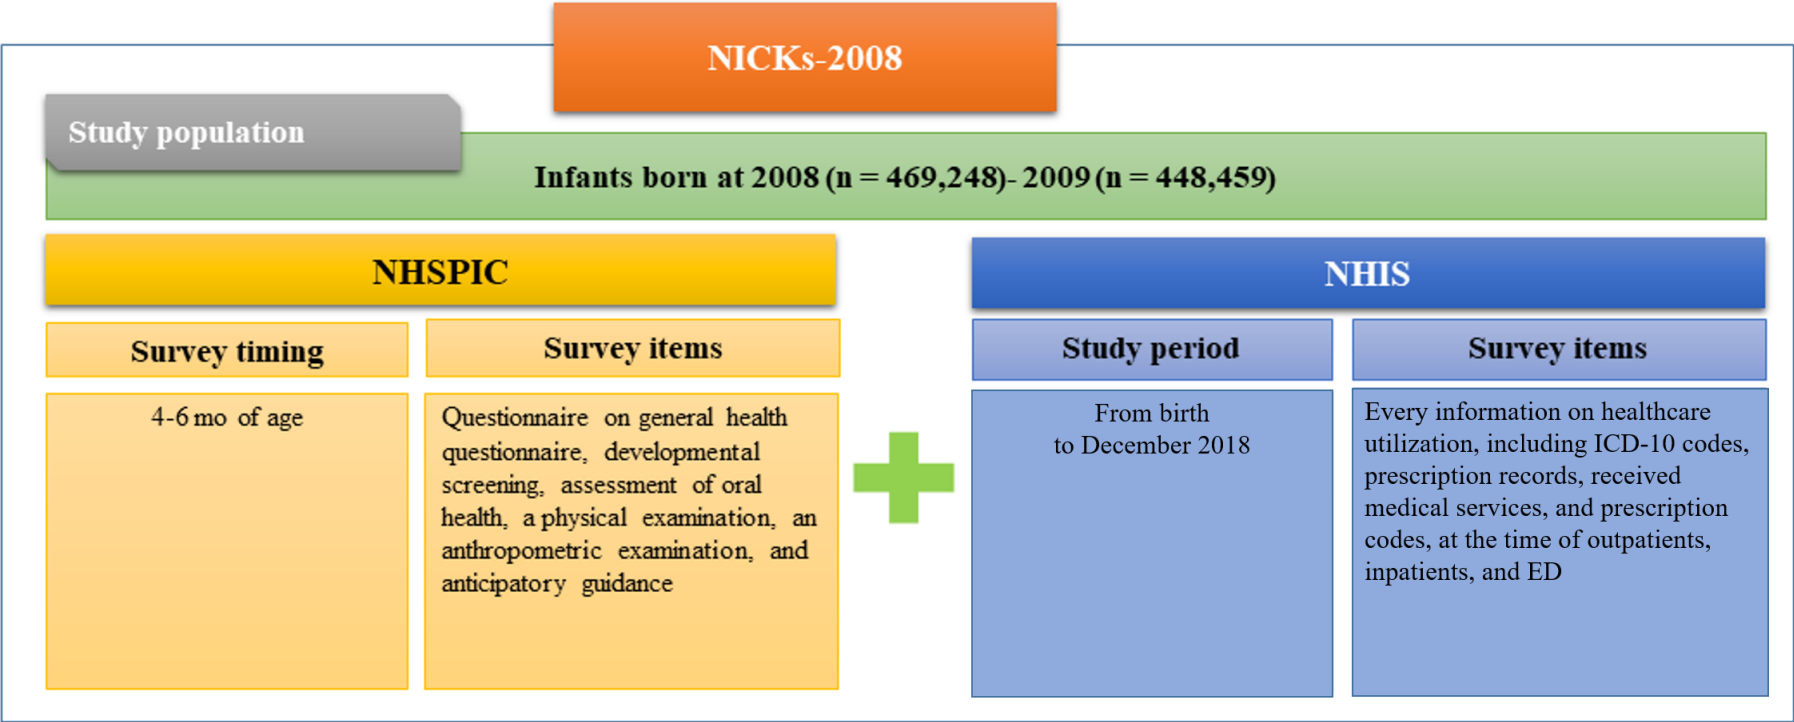 NICKs-2008
Study population
Infants born at 2008 (n = 469,248)- 2009 (n = 448,459)
NHSPIC
Survey timing
Survey items
4-6 mo of age
Questionnaire on general health
questionnaire, developmental
screening, assessment of oral
health, a physical examination, an
anthropometric examination, and
anticipatory guidance
NHIS
Study period
Survey items
From birth
to December 2018
Every information on healthcare
utilization, including ICD-10 codes,
prescription records, received
medical services, and prescription
codes, at the time of outpatients,
inpatients, and ED